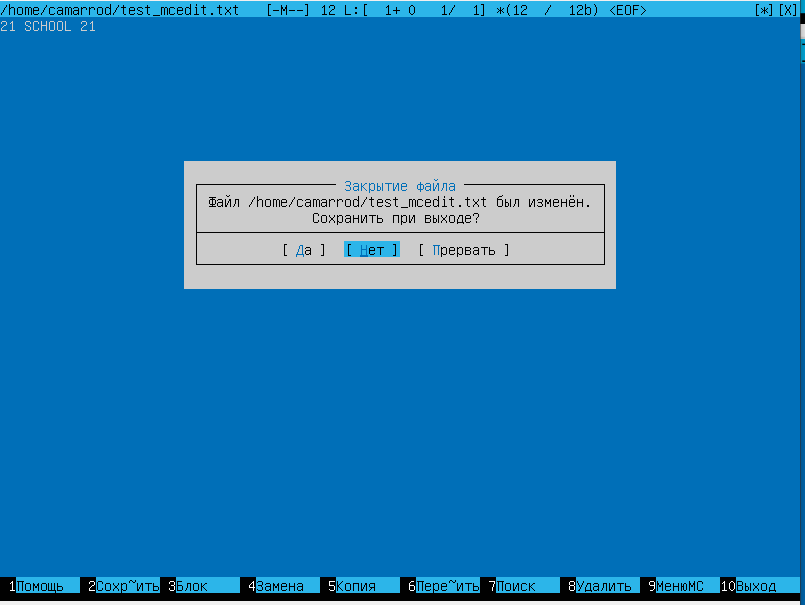 /home/camarrod/test_mcedit.txt [-M--] 12 L:[ 1+ 0 1/ 1] *(12 / 12b) <EOF> [*][X]
21 SCHOOL 21
Закрытие файла
Файл /home/camarrod/test_mcedit.txt был изменён.
Сохранить при выходе?
[ Да ] [ Нет ] [ Прервать ]
1Помощь 2Сохр~ить 3Блок 4Замена 5Копия 6Пере~ить 7Поиск 8Удалить 9МенюMC 10Выход